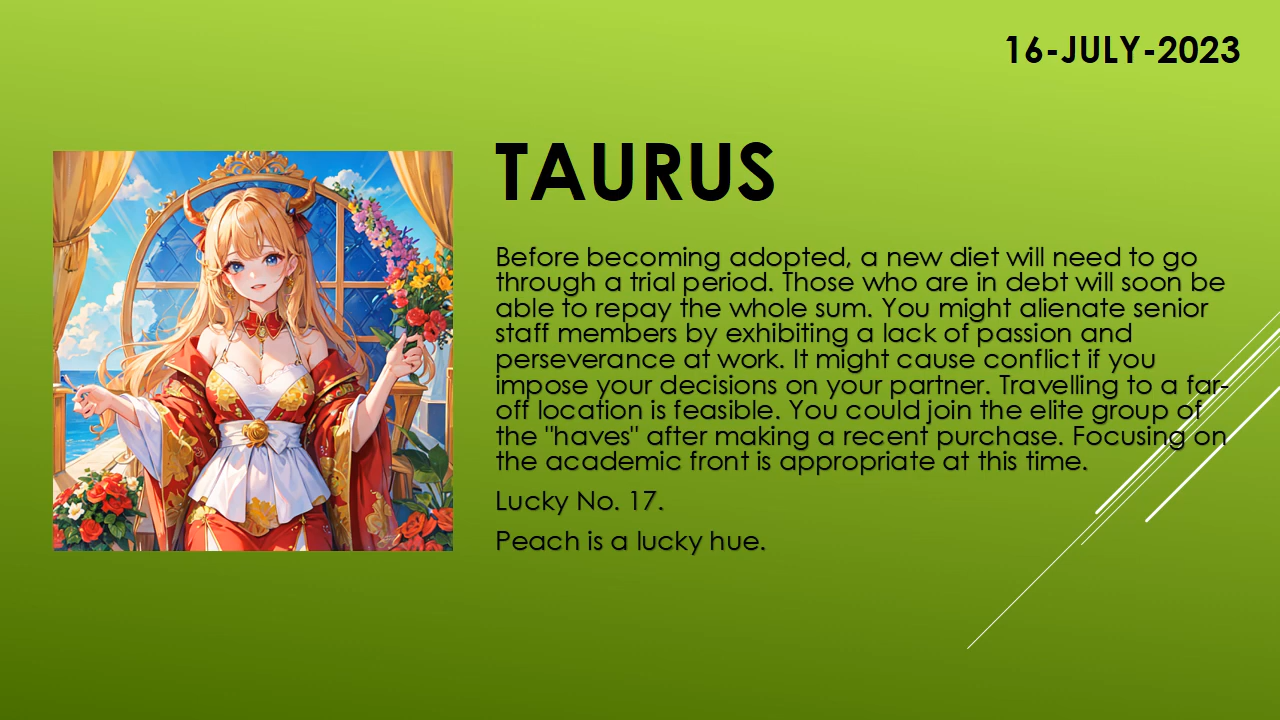 16-JULY-2023
TAURUS
Before becoming adopted, a new diet will need to go
through a trial period. Those who are in debt will soon be
able to repay the whole sum. You might alienate senior
staff members by exhibiting a lack of passion and
perseverance at work. It might cause conflict if you
impose your decisions on your partner. Travelling to a far-
off location is feasible. You could join the elite group of
the "haves" after making a recent purchase. Focusing on
the academic front is appropriate at this time.
Lucky No. 17.
Peach is a lucky hue.